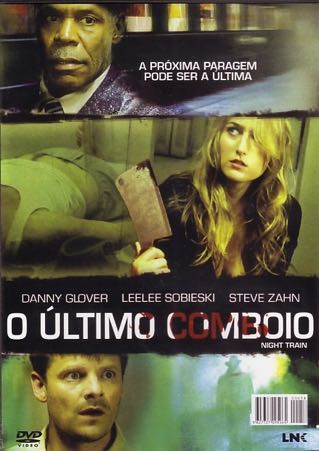 A PRÓXIMA PARAGEM
PODE SER A ÚLTIMA
DANNY GLOVER LEELEE SOBIESKI STEVE ZAHN
O ÚLTIMO COMBOIO
NIGHT TRAIN
DVD
VIDEO
LNK